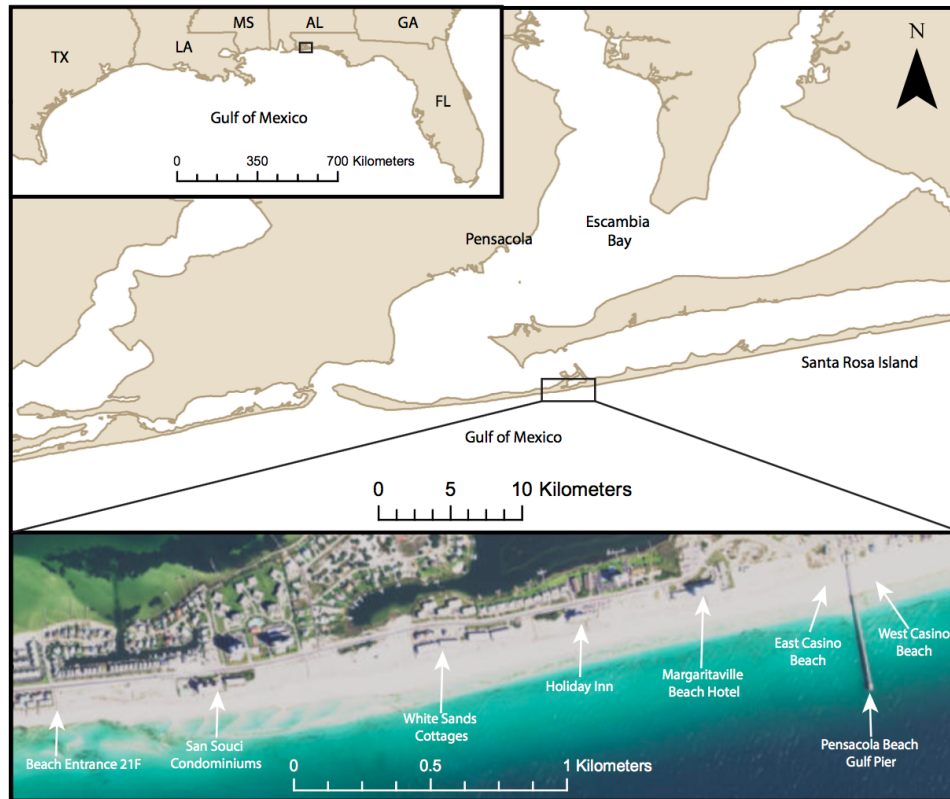 MS
AL
GA
TX
LA
FL
Gulf of Mexico
0 350 700 Kilometers
N
Pensacola
Escambia
Bay
Santa Rosa Island
Gulf of Mexico
0 5 10 Kilometers
Beach Entrance 21F
San Souci
Condominiums
White Sands
Cottages
Holiday Inn
Margaritaville
Beach Hotel
East Casino
Beach
West Casino
Beach
Pensacola Beach
Gulf Pier
0 0.5 1 Kilometers